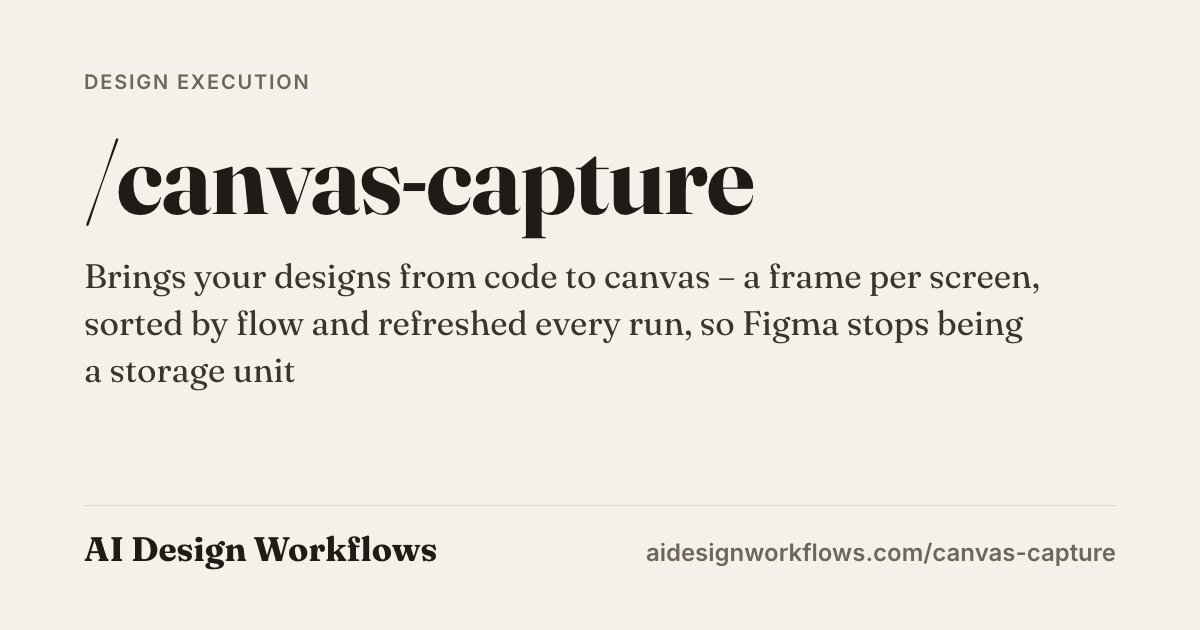 DESIGN EXECUTION
/canvas-capture
Brings your designs from code to canvas – a frame per screen,
sorted by flow and refreshed every run, so Figma stops being
a storage unit
AI Design Workflows
aidesignworkflows.com/canvas-capture